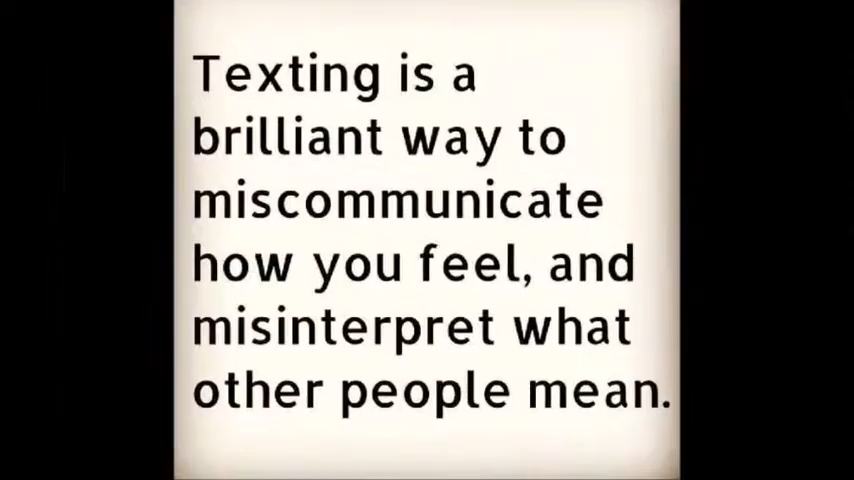 Texting is a
brilliant way to
miscommunicate
how you feel, and
misinterpret what
other people mean.